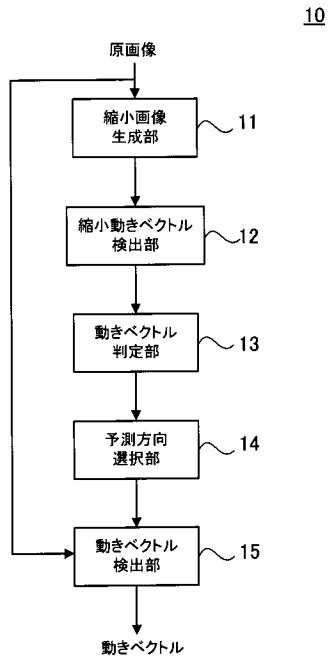 10
原画像
縮小画像
生成部
11
縮小動きベクトル
検出部
12
動きベクトル
判定部
13
予測方向
選択部
14
動きベクトル
検出部
15
動きベクトル